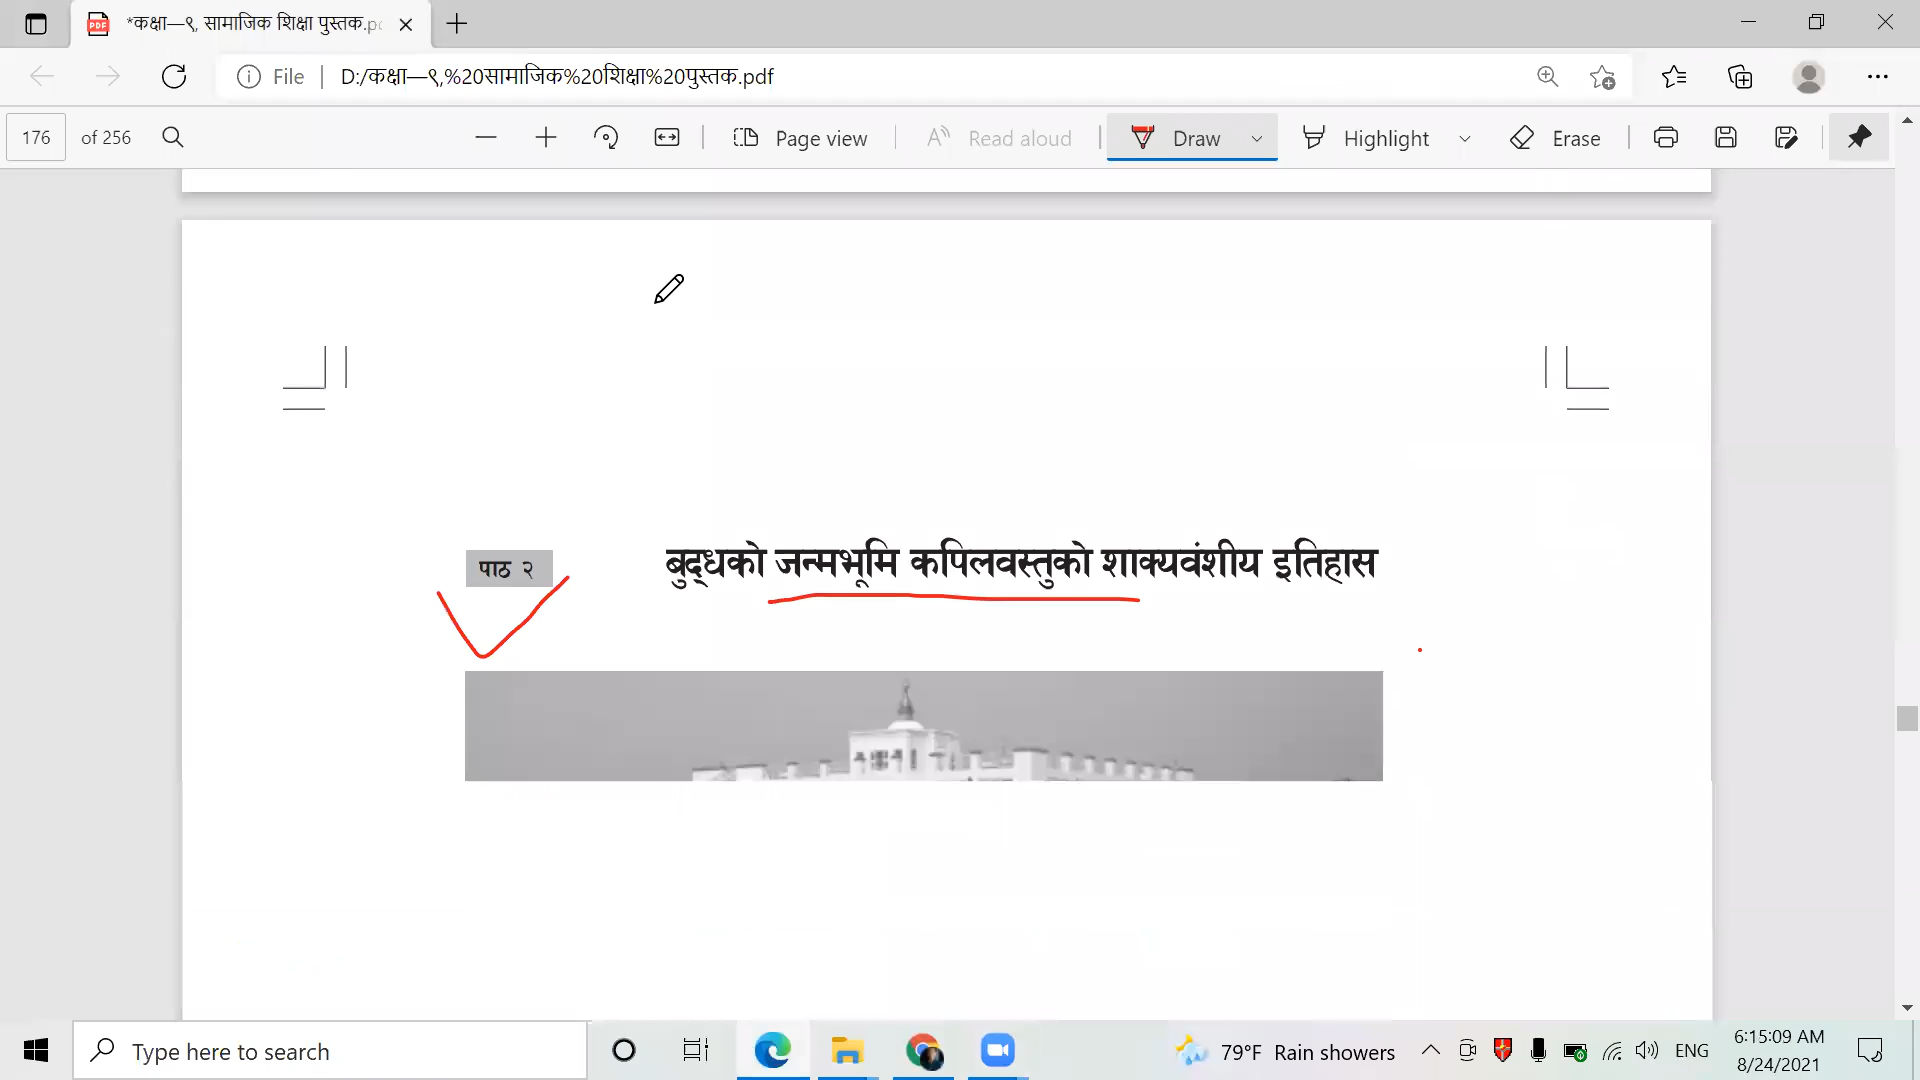 *कक्षा—९, सामाजिक शिक्षा पुस्तक.p
File
D:/कक्षा—९,%20सामाजिक%20शिक्षा%20पुस्तक.pdf
176 of 256
Page view
Read aloud
Draw
Highlight
Erase
पाठ २
बुद्धको जन्मभूमि कपिलवस्तुको शाक्यवंशीय इतिहास
Type here to search
79°F Rain showers
ENG
6:15:09 AM
8/24/2021